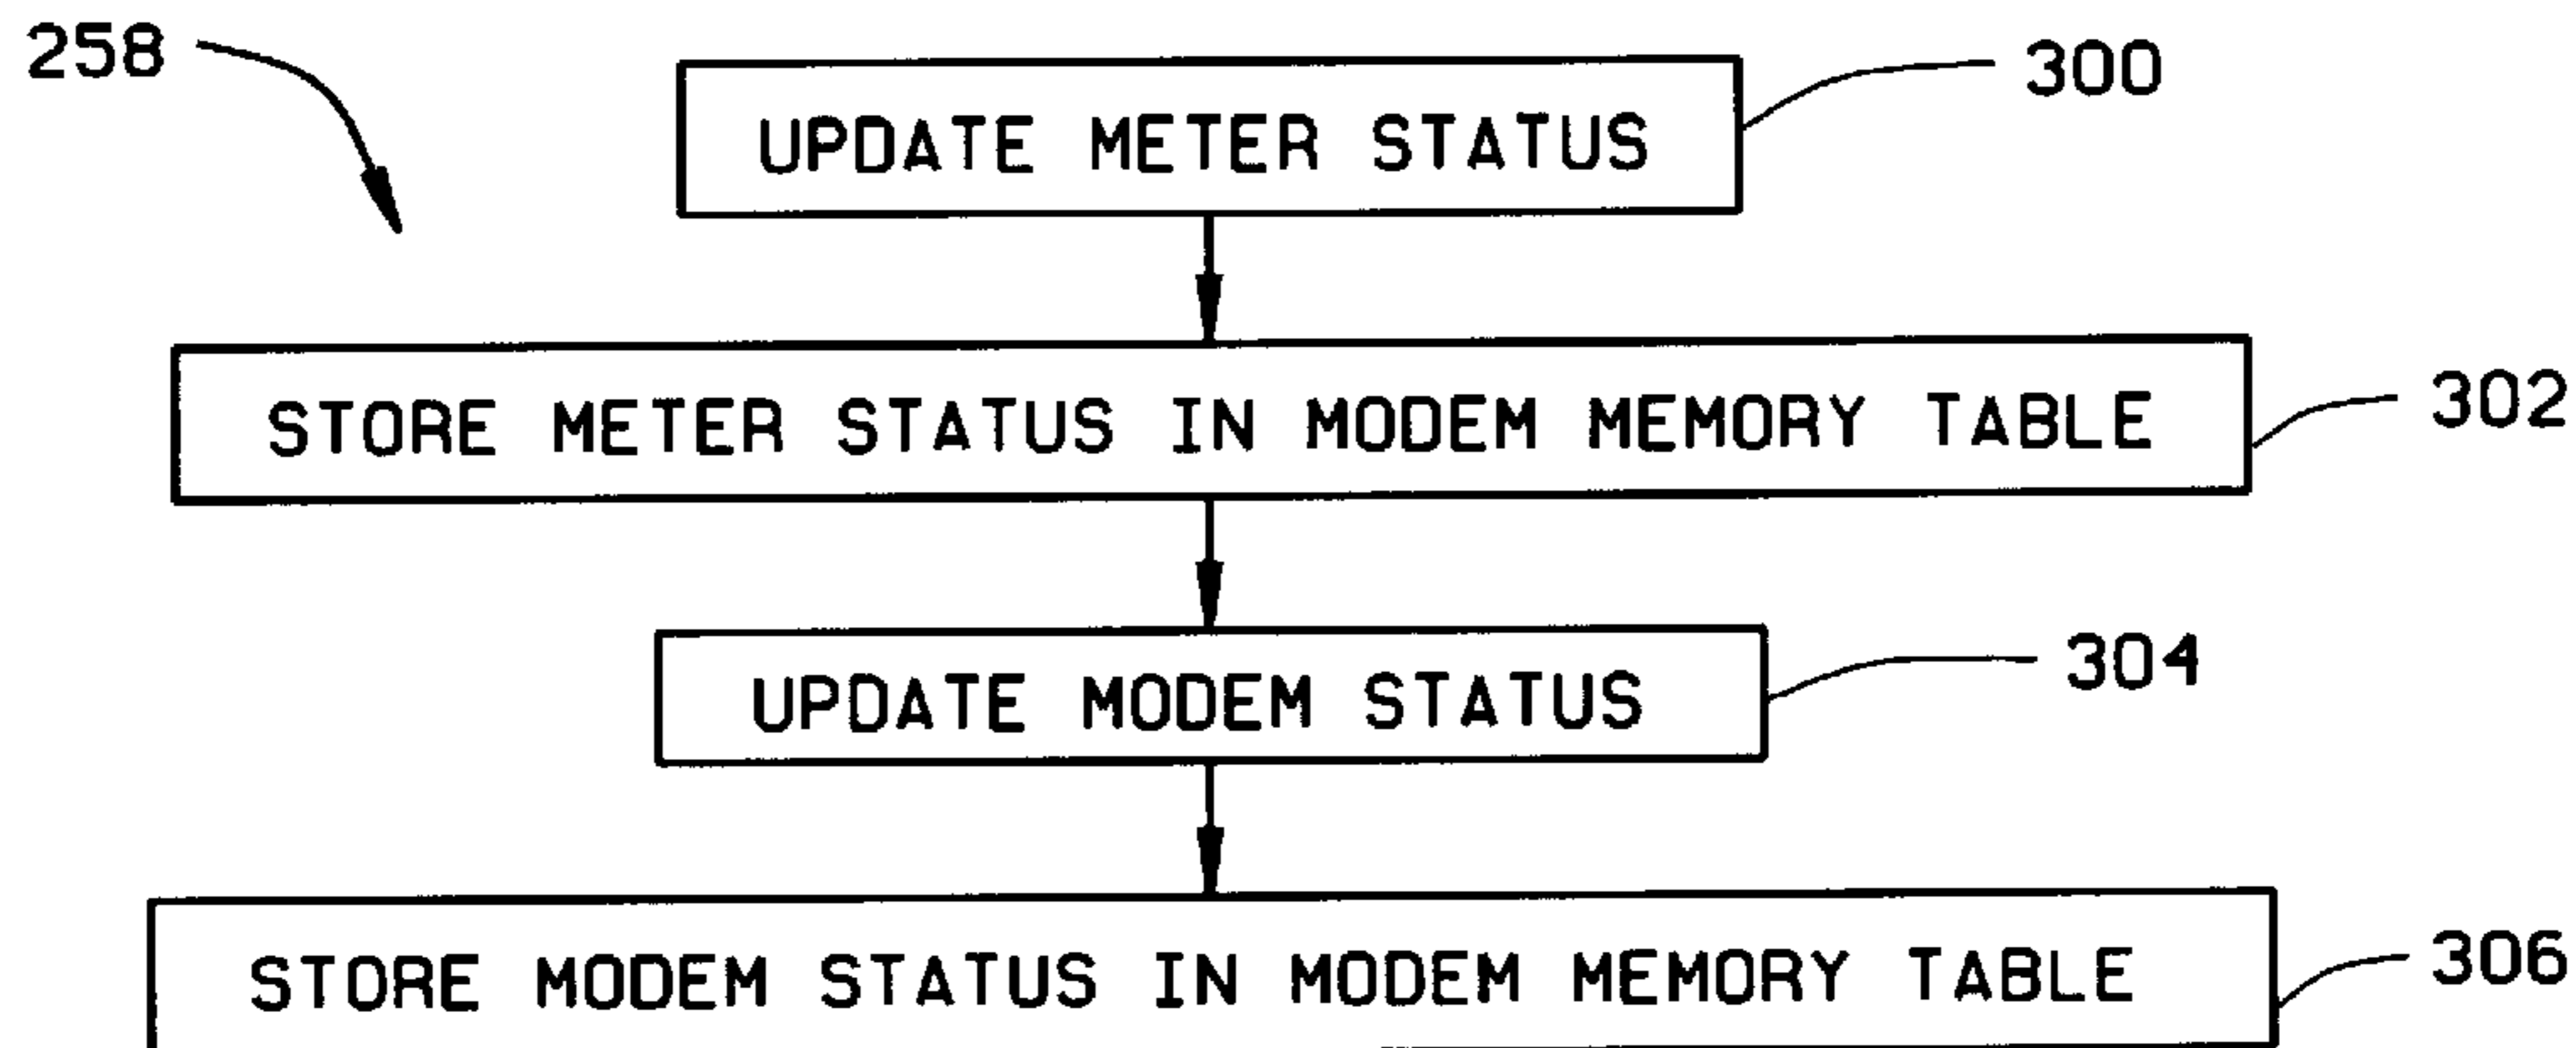 258
UPDATE METER STATUS
300
STORE METER STATUS IN MODEM MEMORY TABLE
302
UPDATE MODEM STATUS
304
STORE MODEM STATUS IN MODEM MEMORY TABLE
306